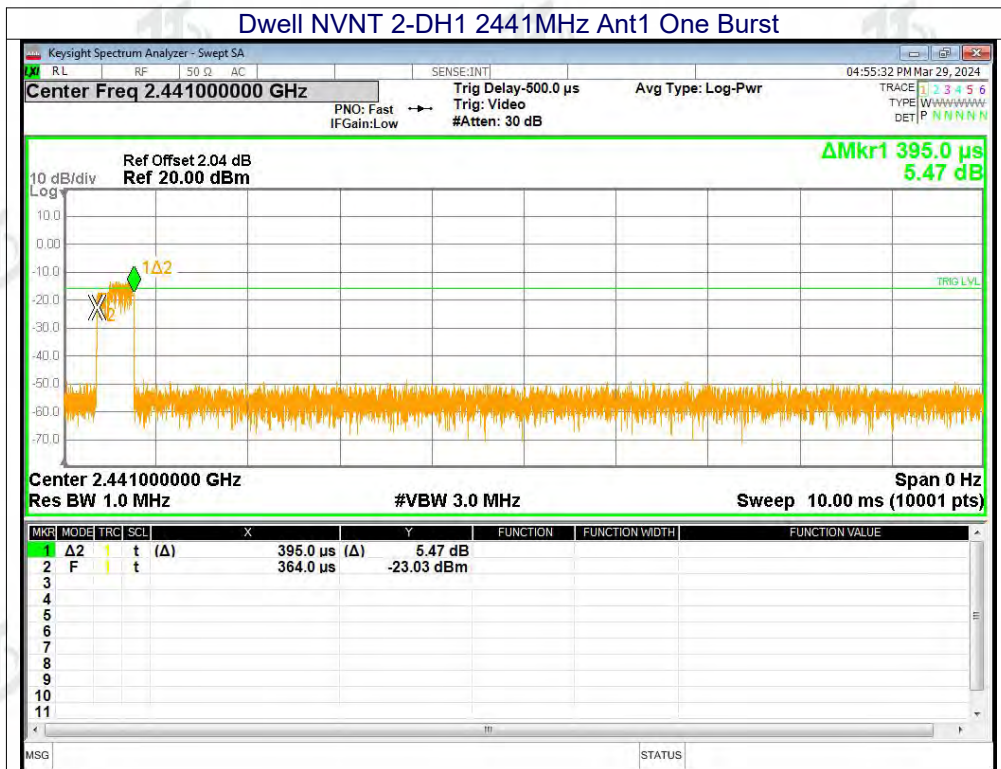 Dwell NVNT 2-DH1 2441MHz Ant1 One Burst
Keysight Spectrum Analyzer - Swept SA
LXI RL RF 50 Ω AC SENSE:INT 04:55:32 PM Mar 29, 2024
Center Freq 2.441000000 GHz Trig Delay-500.0 µs Avg Type: Log-Pwr TRACE 1 2 3 4 5 6
PNO: Fast Trig: Video TYPE WWWWWW
IFGain:Low #Atten: 30 dB DET P N N N N N
ΔMkr1 395.0 µs
5.47 dB
Ref Offset 2.04 dB
10 dB/div Ref 20.00 dBm
Log
10.0
0.00
-10.0
1Δ2
TRIG LVL
-20.0
2
-30.0
-40.0
-50.0
-60.0
-70.0
Center 2.441000000 GHz Span 0 Hz
Res BW 1.0 MHz #VBW 3.0 MHz Sweep 10.00 ms (10001 pts)
MKR MODE TRC SCL X Y FUNCTION FUNCTION WIDTH FUNCTION VALUE
1 Δ2 1 t (Δ) 395.0 µs (Δ) 5.47 dB
2 F 1 t 364.0 µs -23.03 dBm
3
4
5
6
7
8
9
10
11
MSG STATUS